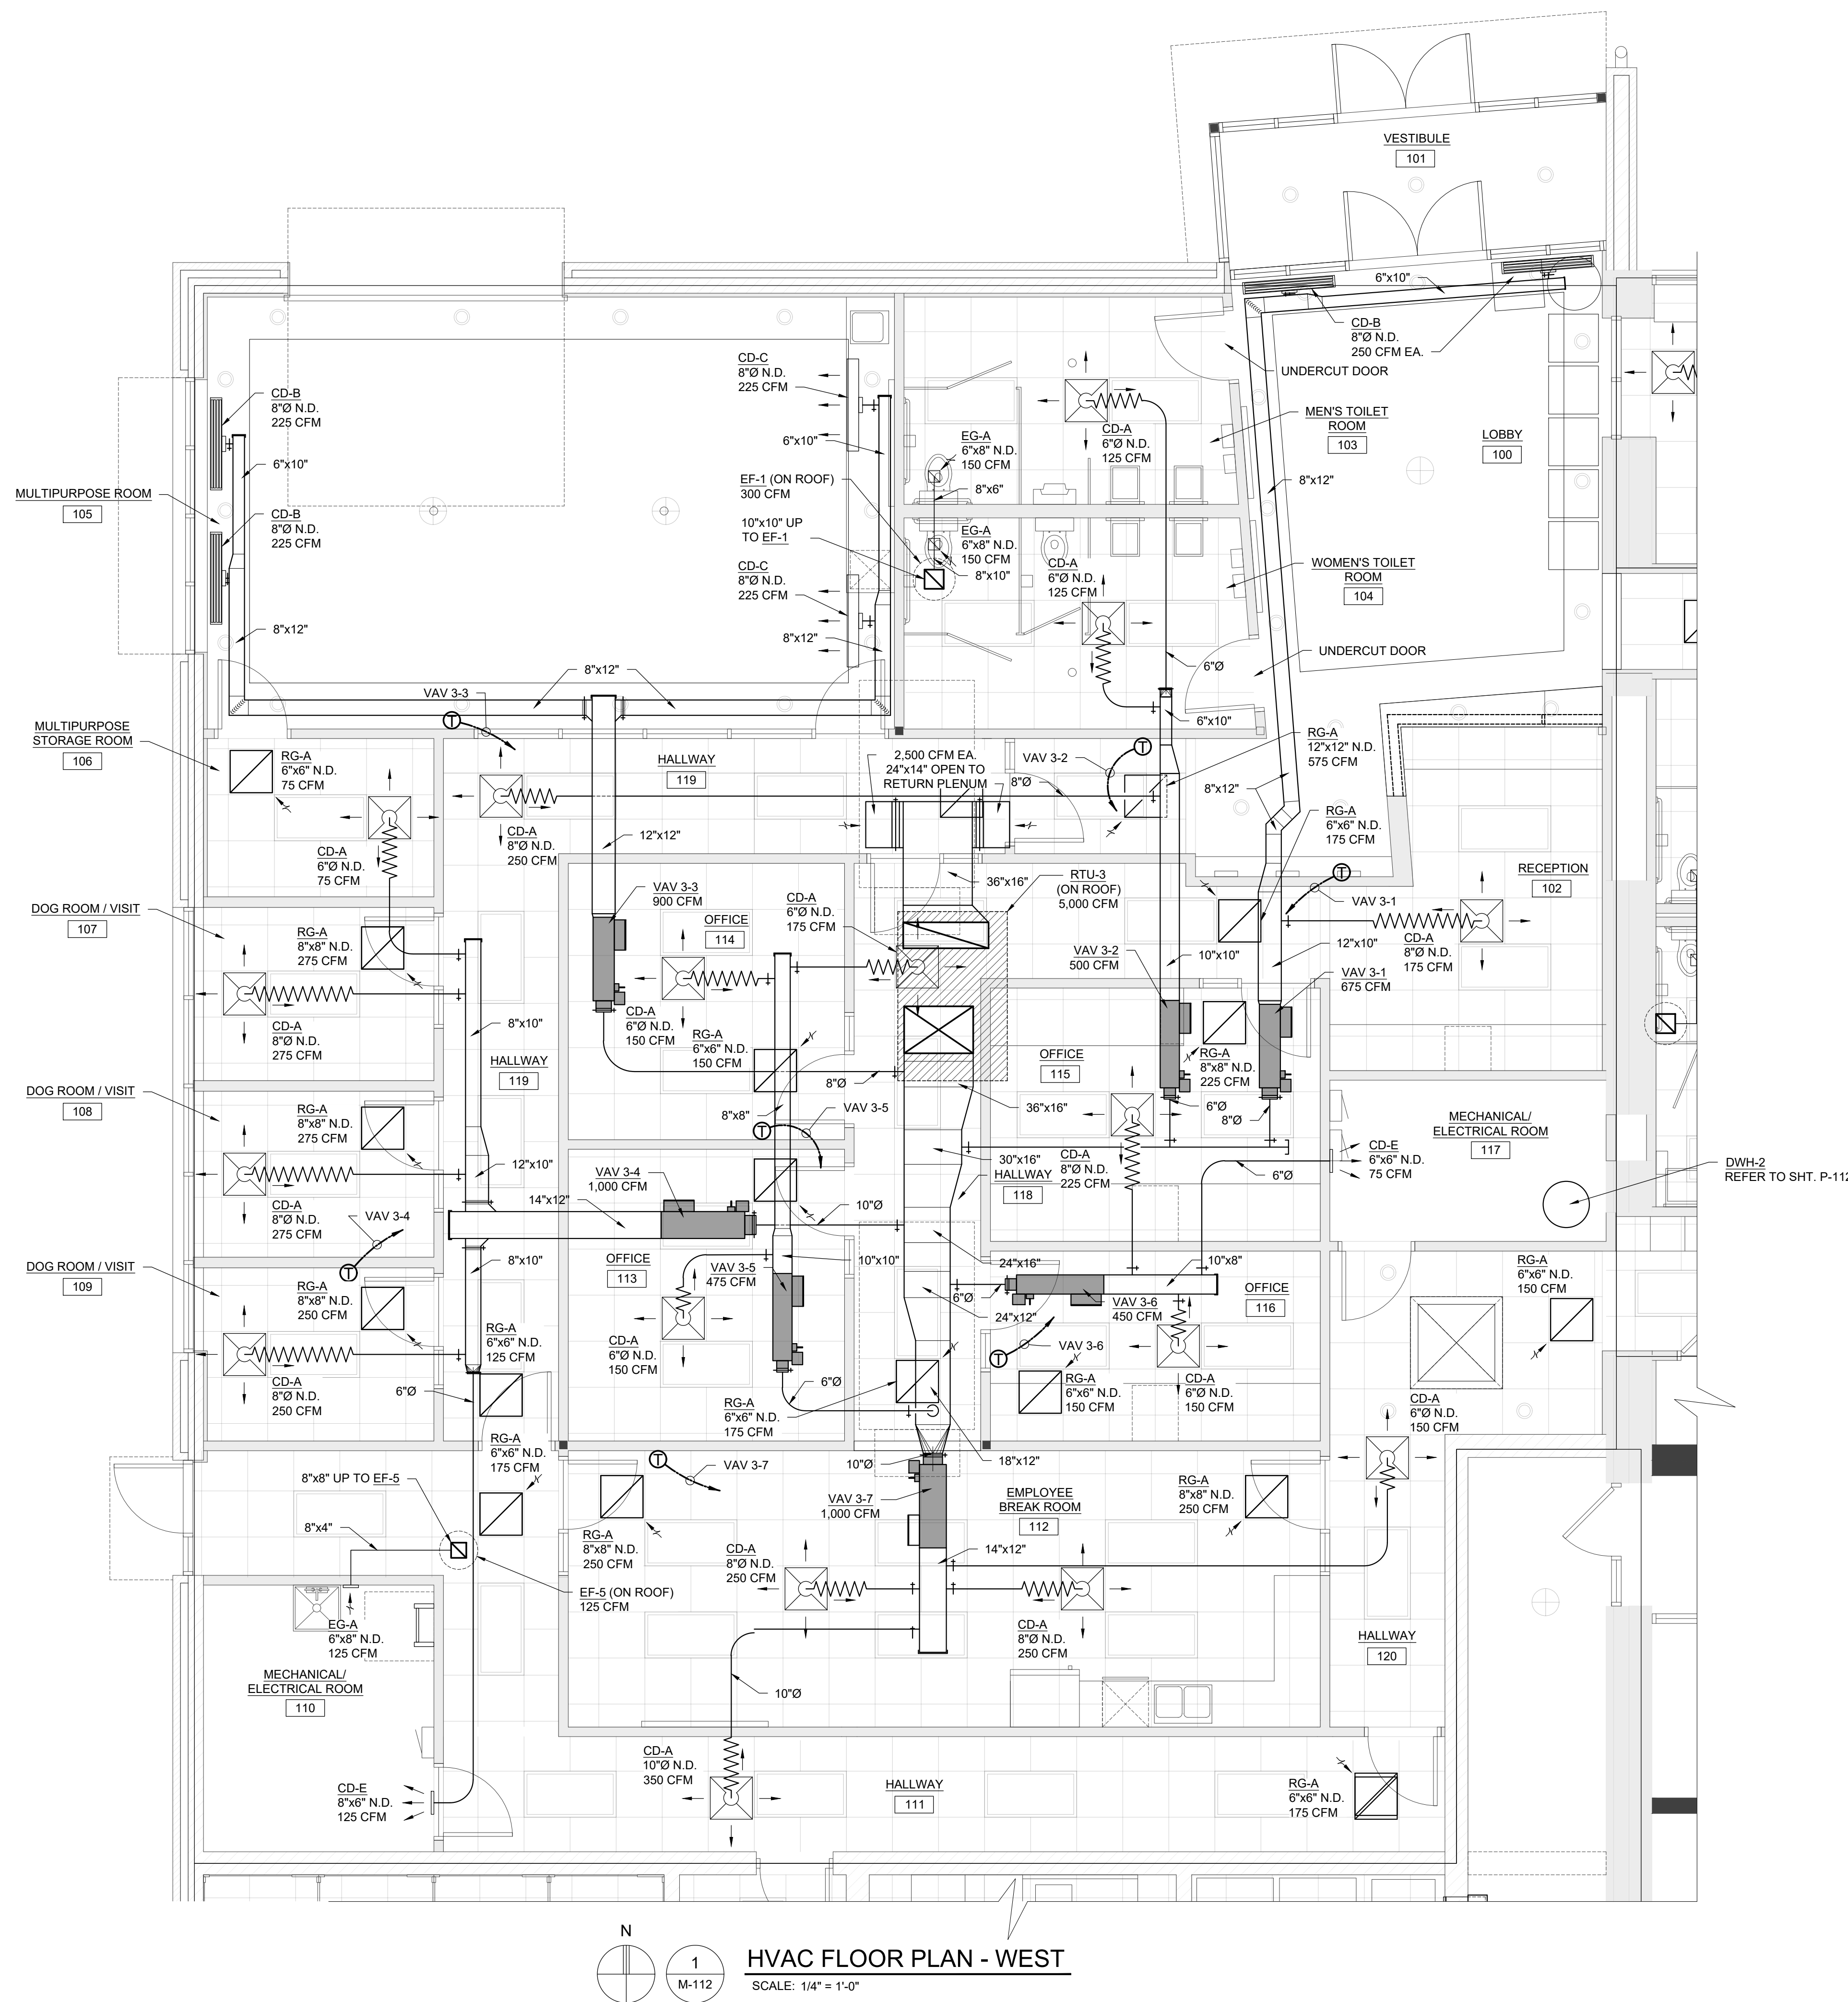 VESTIBULE
101
6"x10"
CD-B
8"Ø N.D.
250 CFM EA.
UNDERCUT DOOR
MEN'S TOILET
ROOM
103
LOBBY
100
8"x12"
WOMEN'S TOILET
ROOM
104
UNDERCUT DOOR
CD-C
8"Ø N.D.
225 CFM
6"x10"
CD-B
8"Ø N.D.
225 CFM
6"x10"
MULTIPURPOSE ROOM
105
CD-B
8"Ø N.D.
225 CFM
8"x12"
EG-A
6"x8" N.D.
150 CFM
CD-A
6"Ø N.D.
125 CFM
EF-1 (ON ROOF)
300 CFM
8"x6"
10"x10" UP
TO EF-1
EG-A
6"x8" N.D.
150 CFM
8"x10"
CD-C
8"Ø N.D.
225 CFM
8"x12"
CD-A
6"Ø N.D.
125 CFM
6"Ø
8"x12"
VAV 3-3
6"x10"
MULTIPURPOSE
STORAGE ROOM
106
RG-A
6"x6" N.D.
75 CFM
T
HALLWAY
119
2,500 CFM EA.
24"x14" OPEN TO
RETURN PLENUM
8"Ø
VAV 3-2
T
RG-A
12"x12" N.D.
575 CFM
8"x12"
CD-A
6"Ø N.D.
75 CFM
CD-A
8"Ø N.D.
250 CFM
12"x12"
RG-A
6"x6" N.D.
175 CFM
RECEPTION
102
T
VAV 3-1
DOG ROOM / VISIT
107
RG-A
8"x8" N.D.
275 CFM
VAV 3-3
900 CFM
OFFICE
114
CD-A
6"Ø N.D.
175 CFM
36"x16"
RTU-3
(ON ROOF)
5,000 CFM
VAV 3-2
500 CFM
10"x10"
12"x10"
CD-A
8"Ø N.D.
175 CFM
VAV 3-1
675 CFM
CD-A
8"Ø N.D.
275 CFM
8"x10"
HALLWAY
119
CD-A
6"Ø N.D.
150 CFM
RG-A
6"x6" N.D.
150 CFM
8"Ø
OFFICE
115
RG-A
8"x8" N.D.
225 CFM
DOG ROOM / VISIT
108
RG-A
8"x8" N.D.
275 CFM
8"x8"
VAV 3-5
T
36"x16"
6"Ø
8"Ø
MECHANICAL/
ELECTRICAL ROOM
117
CD-A
8"Ø N.D.
275 CFM
12"x10"
14"x12"
VAV 3-4
1,000 CFM
10"Ø
30"x16"
HALLWAY
118
CD-A
8"Ø N.D.
225 CFM
6"Ø
CD-E
6"x6" N.D.
75 CFM
DWH-2
REFER TO SHT. P-112
VAV 3-4
T
DOG ROOM / VISIT
109
RG-A
8"x8" N.D.
250 CFM
8"x10"
OFFICE
113
VAV 3-5
475 CFM
10"x10"
24"x16"
6"Ø
24"x12"
10"x8"
VAV 3-6
450 CFM
OFFICE
116
RG-A
6"x6" N.D.
150 CFM
CD-A
8"Ø N.D.
250 CFM
RG-A
6"x6" N.D.
125 CFM
6"Ø
CD-A
6"Ø N.D.
150 CFM
6"Ø
RG-A
6"x6" N.D.
175 CFM
T
VAV 3-6
RG-A
6"x6" N.D.
150 CFM
CD-A
6"Ø N.D.
150 CFM
CD-A
6"Ø N.D.
150 CFM
RG-A
6"x6" N.D.
175 CFM
8"x8" UP TO EF-5
8"x4"
T
VAV 3-7
10"Ø
18"x12"
VAV 3-7
1,000 CFM
EMPLOYEE
BREAK ROOM
112
RG-A
8"x8" N.D.
250 CFM
RG-A
8"x8" N.D.
250 CFM
CD-A
8"Ø N.D.
250 CFM
14"x12"
EF-5 (ON ROOF)
125 CFM
EG-A
6"x8" N.D.
125 CFM
CD-A
8"Ø N.D.
250 CFM
HALLWAY
120
MECHANICAL/
ELECTRICAL ROOM
110
10"Ø
CD-A
10"Ø N.D.
350 CFM
CD-E
8"x6" N.D.
125 CFM
HALLWAY
111
RG-A
6"x6" N.D.
175 CFM
N
1
M-112
HVAC FLOOR PLAN - WEST
SCALE: 1/4" = 1'-0"